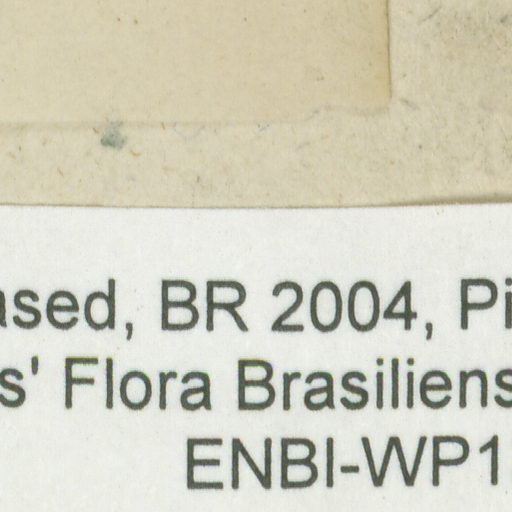 ased, BR 2004, Pi
s' Flora Brasiliens
ENBI-WP1